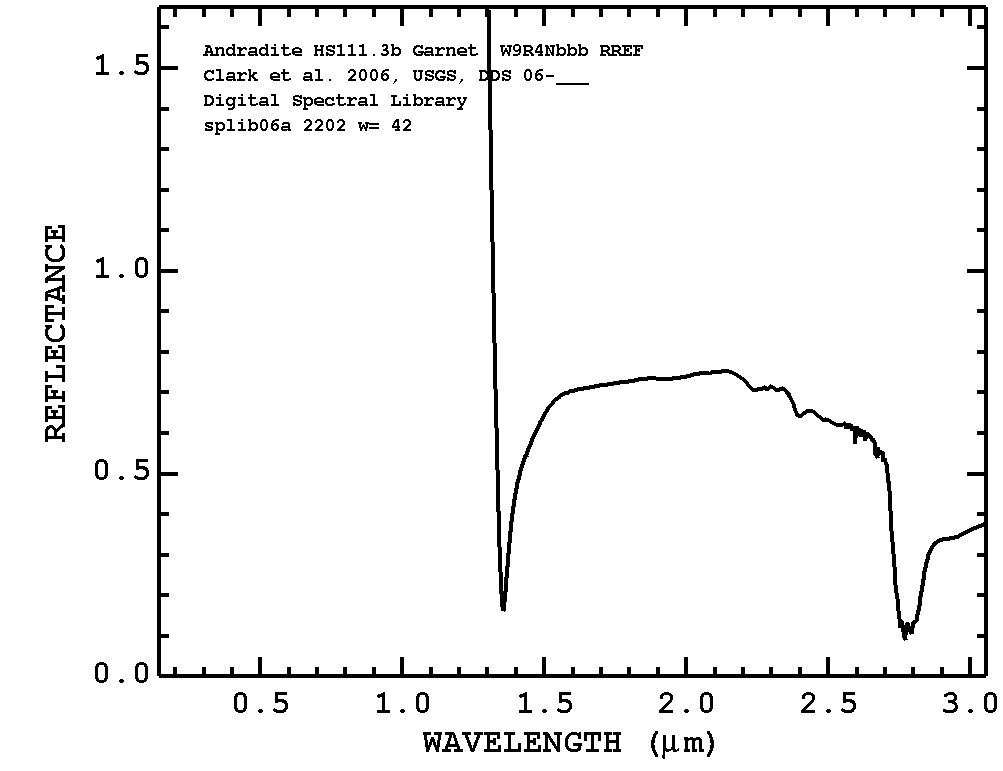 Andradite HS111.3b Garnet W9R4Nbbb RREF
Clark et al. 2006, USGS, DDS 06-___
Digital Spectral Library
splib06a 2202 w= 42
REFLECTANCE
1.5
1.0
0.5
0.0
0.5 1.0 1.5 2.0 2.5 3.0
WAVELENGTH (μm)